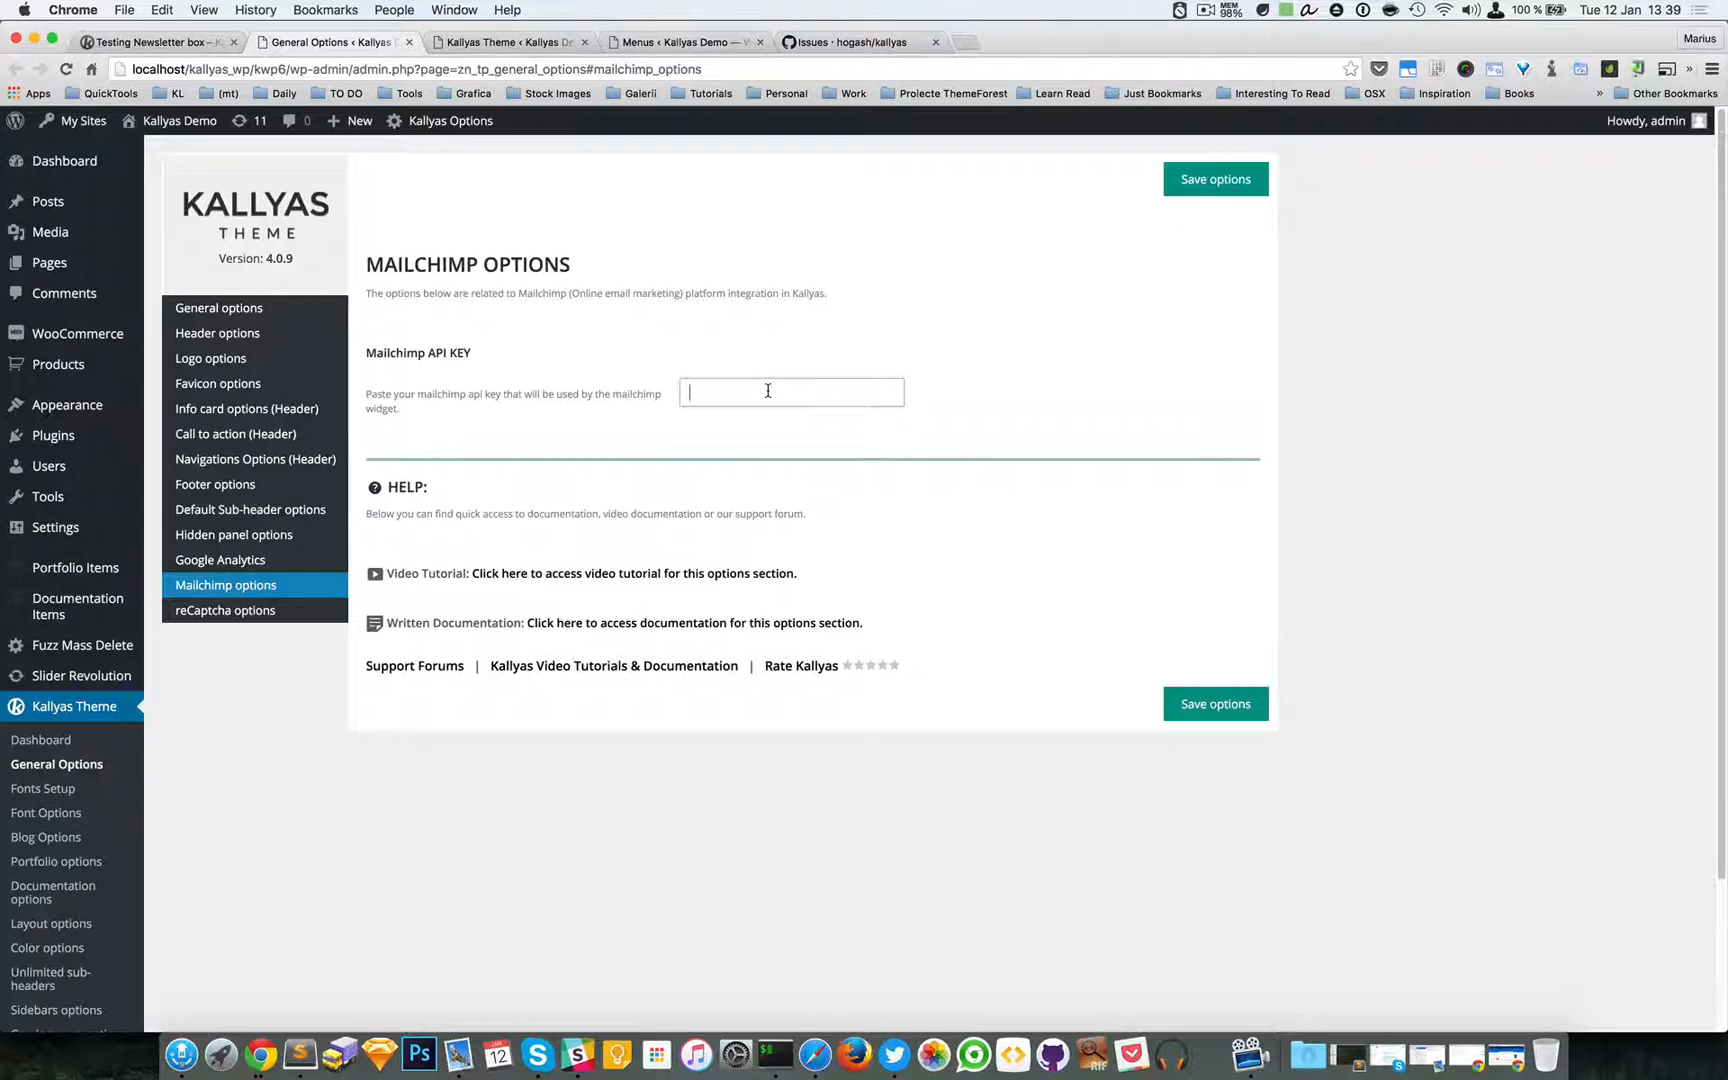 Chrome File Edit View History Bookmarks People Window Help
MEM 98% 100 % Tue 12 Jan 13:39
Testing Newsletter box – K
General Options ‹ Kallyas D
Kallyas Theme ‹ Kallyas De
Menus ‹ Kallyas Demo — W
Issues · hogash/kallyas
Marius
localhost/kallyas_wp/kwp6/wp-admin/admin.php?page=zn_tp_general_options#mailchimp_options
Apps QuickTools KL (mt) Daily TO DO Tools Grafica Stock Images Galerii Tutorials Personal Work Proiecte ThemeForest Learn Read Just Bookmarks Interesting To Read OSX Inspiration Books » Other Bookmarks
My Sites Kallyas Demo 11 0 New Kallyas Options Howdy, admin
Dashboard
Posts
Media
Pages
Comments
WooCommerce
Products
Appearance
Plugins
Users
Tools
Settings
Portfolio Items
Documentation
Items
Fuzz Mass Delete
Slider Revolution
Kallyas Theme
Dashboard
General Options
Fonts Setup
Font Options
Blog Options
Portfolio options
Documentation
options
Layout options
Color options
Unlimited sub-
headers
Sidebars options
KALLYAS
THEME
Version: 4.0.9
General options
Header options
Logo options
Favicon options
Info card options (Header)
Call to action (Header)
Navigations Options (Header)
Footer options
Default Sub-header options
Hidden panel options
Google Analytics
Mailchimp options
reCaptcha options
Save options
MAILCHIMP OPTIONS
The options below are related to Mailchimp (Online email marketing) platform integration in Kallyas.
Mailchimp API KEY
Paste your mailchimp api key that will be used by the mailchimp
widget.
HELP:
Below you can find quick access to documentation, video documentation or our support forum.
Video Tutorial: Click here to access video tutorial for this options section.
Written Documentation: Click here to access documentation for this options section.
Support Forums | Kallyas Video Tutorials & Documentation | Rate Kallyas
Save options
Ps
JAN
12